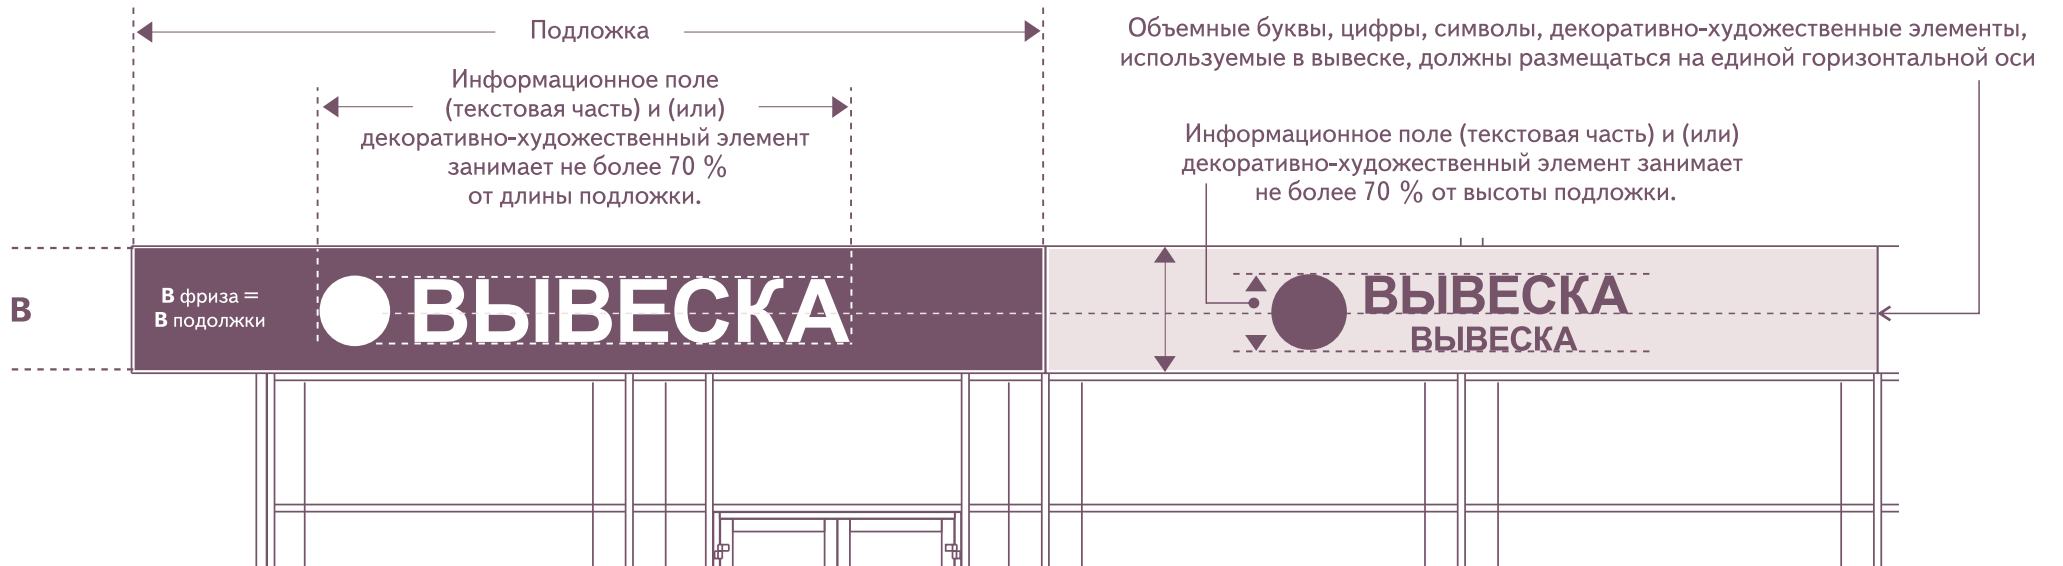 Подложка
Объемные буквы, цифры, символы, декоративно-художественные элементы,
используемые в вывеске, должны размещаться на единой горизонтальной оси
Информационное поле
(текстовая часть) и (или)
декоративно-художественный элемент
занимает не более 70 %
от длины подложки.
Информационное поле (текстовая часть) и (или)
декоративно-художественный элемент занимает
не более 70 % от высоты подложки.
В
В фриза =
В подолжки
ВЫВЕСКА
ВЫВЕСКА
ВЫВЕСКА